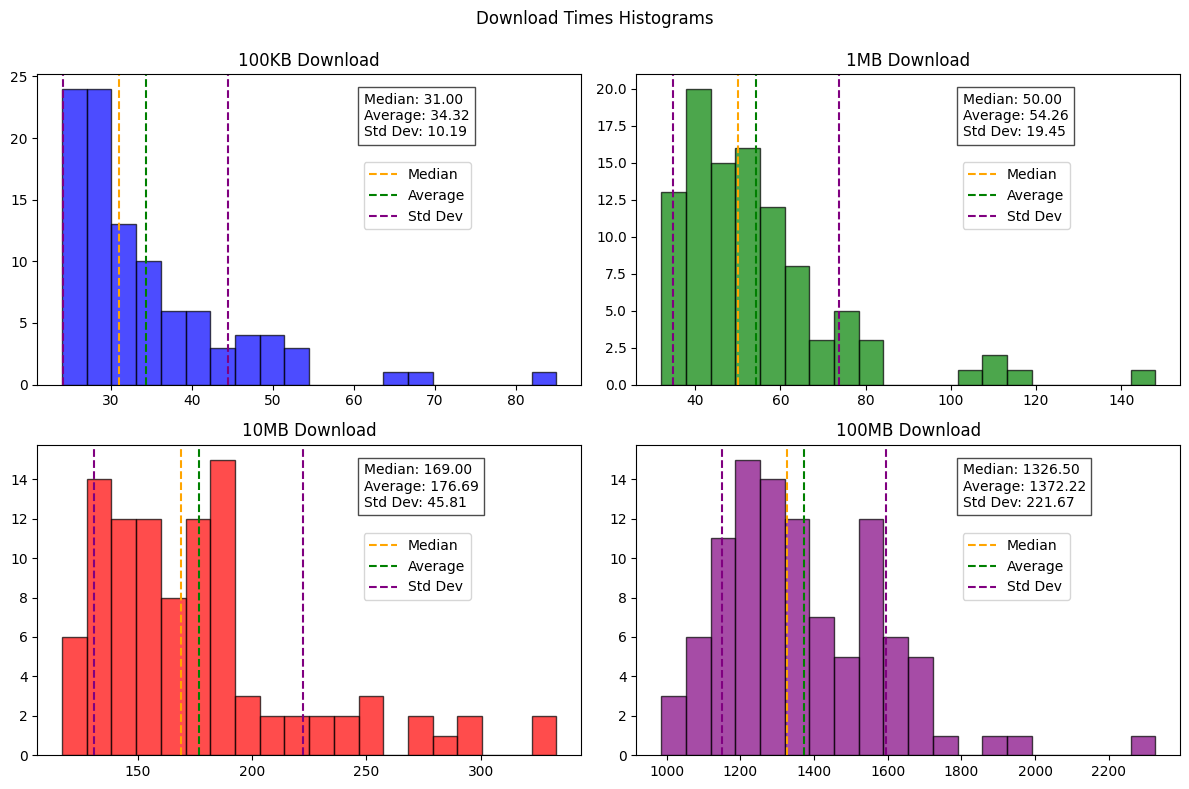 Download Times Histograms
100KB Download
25
20
15
10
5
0
30
40
50
60
70
80
Median: 31.00
Average: 34.32
Std Dev: 10.19
Median
Average
Std Dev
1MB Download
20.0
17.5
15.0
12.5
10.0
7.5
5.0
2.5
0.0
40
60
80
100
120
140
Median: 50.00
Average: 54.26
Std Dev: 19.45
Median
Average
Std Dev
10MB Download
14
12
10
8
6
4
2
0
150
200
250
300
Median: 169.00
Average: 176.69
Std Dev: 45.81
Median
Average
Std Dev
100MB Download
14
12
10
8
6
4
2
0
1000
1200
1400
1600
1800
2000
2200
Median: 1326.50
Average: 1372.22
Std Dev: 221.67
Median
Average
Std Dev